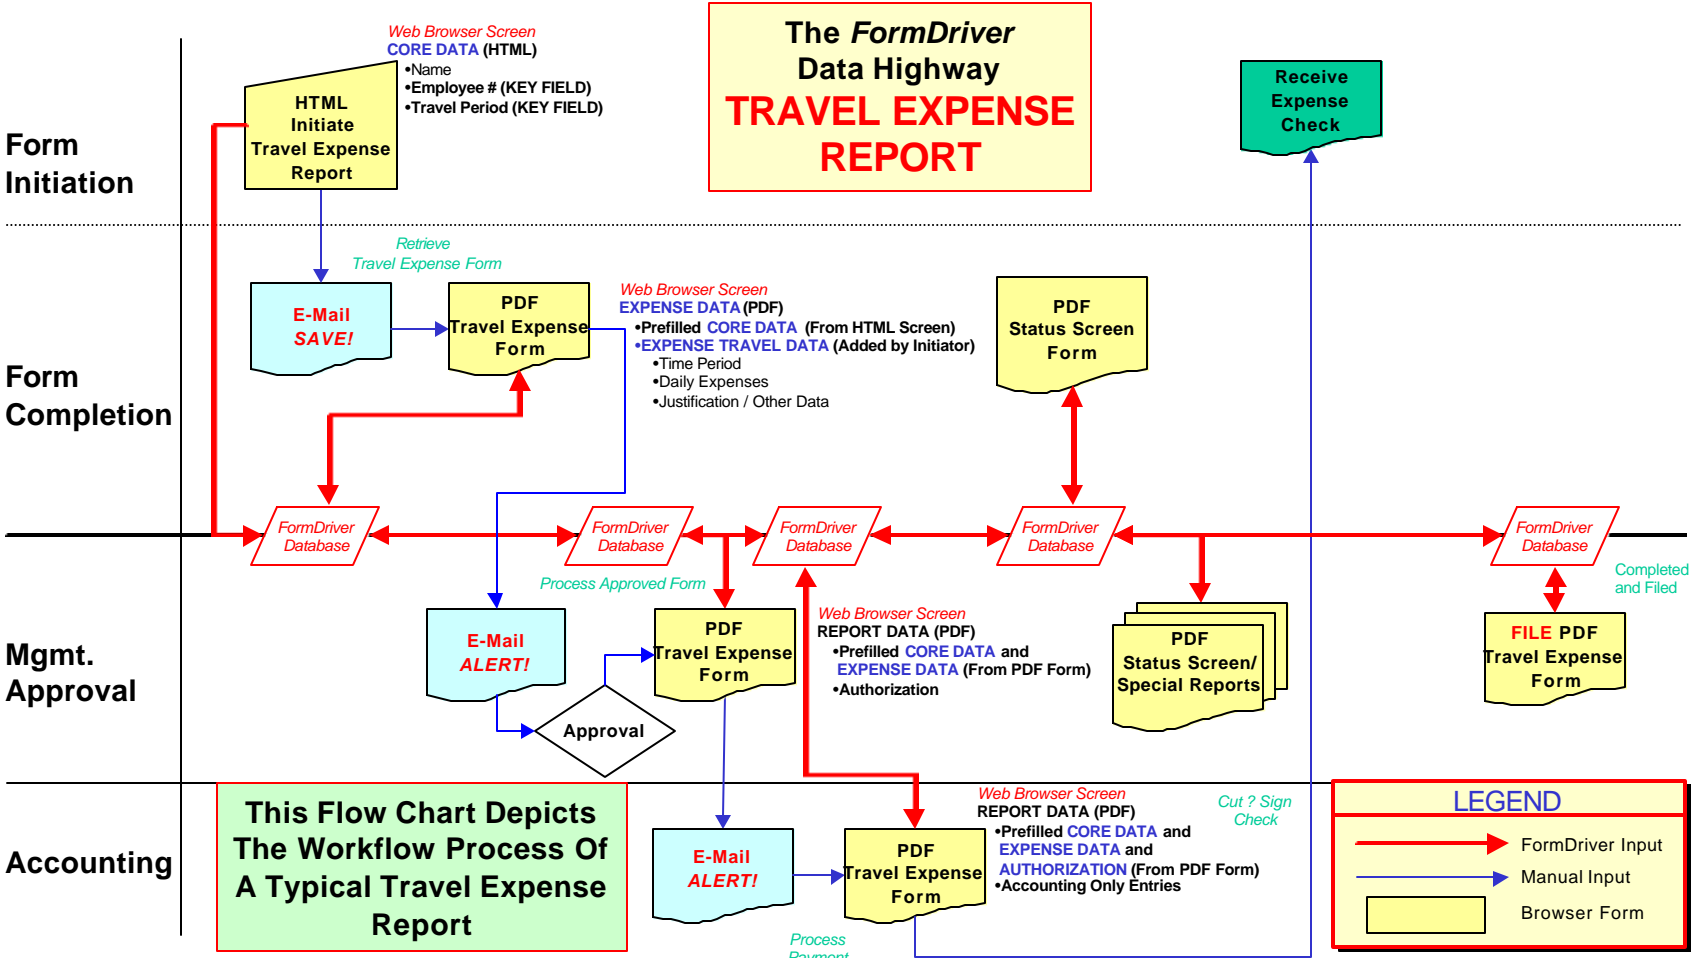 The FormDriver
Data Highway
TRAVEL EXPENSE
REPORT
Form
Initiation
HTML
Initiate
Travel Expense
Report
Web Browser Screen
CORE DATA (HTML)
•Name
•Employee # (KEY FIELD)
•Travel Period (KEY FIELD)
Receive
Expense
Check
Form
Completion
Retrieve
Travel Expense Form
E-Mail
SAVE!
PDF
Travel Expense
Form
Web Browser Screen
EXPENSE DATA (PDF)
•Prefilled CORE DATA (From HTML Screen)
•EXPENSE TRAVEL DATA (Added by Initiator)
•Time Period
•Daily Expenses
•Justification / Other Data
PDF
Status Screen
Form
FormDriver
Database
FormDriver
Database
FormDriver
Database
FormDriver
Database
FormDriver
Database
Completed
and Filed
Mgmt.
Approval
E-Mail
ALERT!
Approval
Process Approved Form
PDF
Travel Expense
Form
Web Browser Screen
REPORT DATA (PDF)
•Prefilled CORE DATA and
EXPENSE DATA (From PDF Form)
•Authorization
PDF
Status Screen/
Special Reports
FILE PDF
Travel Expense
Form
Accounting
This Flow Chart Depicts
The Workflow Process Of
A Typical Travel Expense
Report
E-Mail
ALERT!
PDF
Travel Expense
Form
Process
Payment
Web Browser Screen
REPORT DATA (PDF)
•Prefilled CORE DATA and
EXPENSE DATA and
AUTHORIZATION (From PDF Form)
•Accounting Only Entries
Cut ? Sign
Check
LEGEND
FormDriver Input
Manual Input
Browser Form